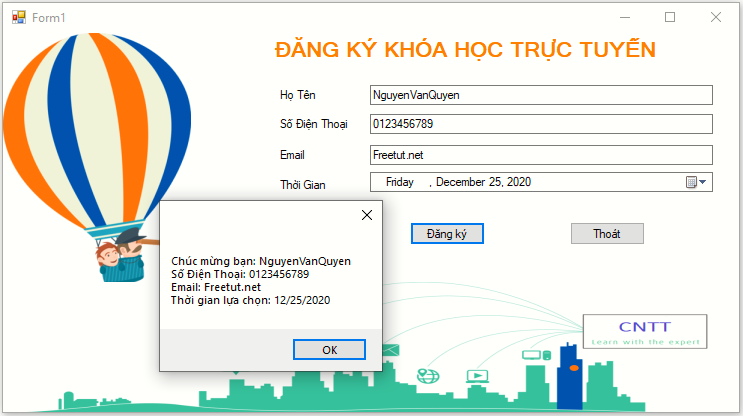 Form1
ĐĂNG KÝ KHÓA HỌC TRỰC TUYẾN
Họ Tên
NguyenVanQuyen
Số Điện Thoại
0123456789
Email
Freetut.net
Thời Gian
Friday , December 25, 2020
Đăng ký
Thoát
Chúc mừng bạn: NguyenVanQuyen
Số Điện Thoại: 0123456789
Email: Freetut.net
Thời gian lựa chọn: 12/25/2020
OK
CNTT
Learn with the expert